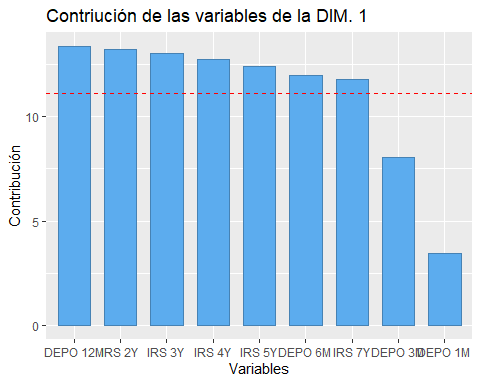 Contriución de las variables de la DIM. 1
Contribución
10
5
0
DEPO 12M IRS 2Y IRS 3Y IRS 4Y IRS 5Y DEPO 6M IRS 7Y DEPO 3M DEPO 1M
Variables